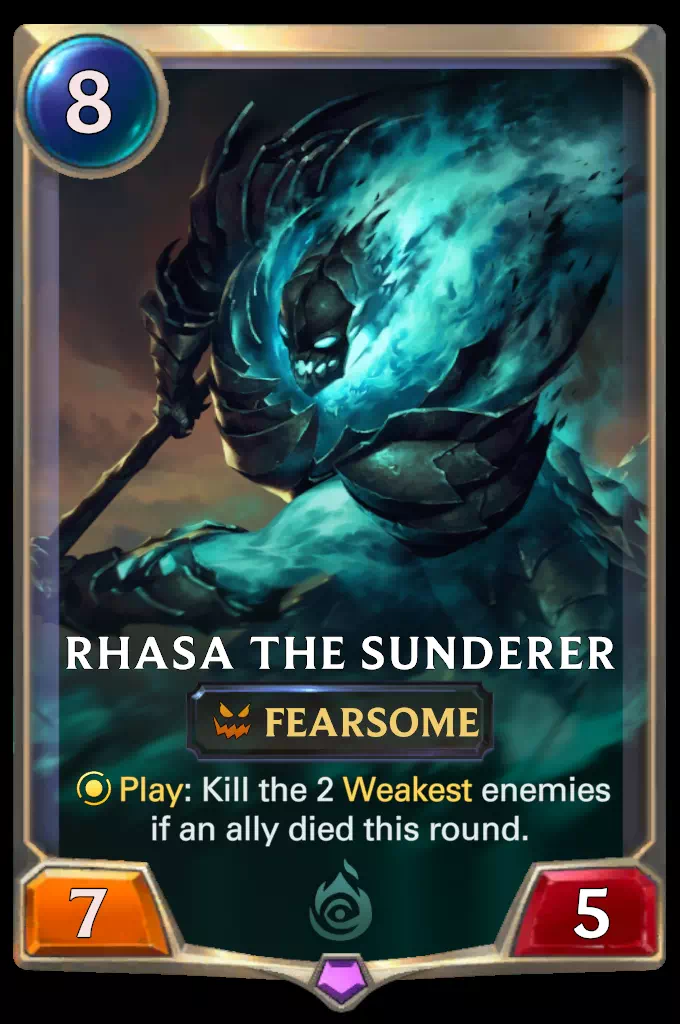 8
RHASA THE SUNDERER
FEARSOME
Play: Kill the 2 Weakest enemies
if an ally died this round.
7
5